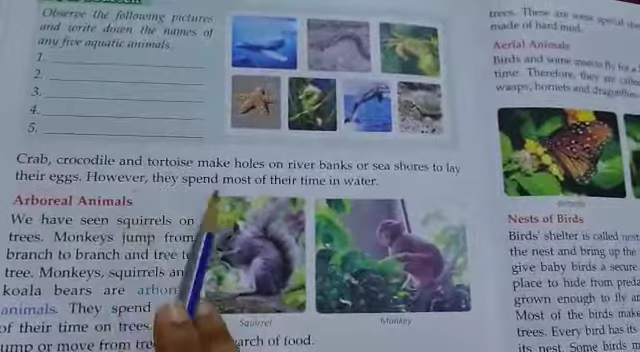 Observe the following pictures
and write down the names of
any five aquatic animals.
1.
2.
3.
4.
5.
Crab, crocodile and tortoise make holes on river banks or sea shores to lay
their eggs. However, they spend most of their time in water.
Arboreal Animals
We have seen squirrels on
trees. Monkeys jump from
branch to branch and tree
tree. Monkeys, squirrels
koala bears are
animals. They spend
of their time on trees
jump or move from
search of food.
Squirrel
Monkey
trees. These are some special
made of hard mud.
Aerial Animals
Birds and some insects fly for a
time. Therefore, they are called
wasps, hornets and dragonflies
Nests of Birds
Birds' shelter is called nest
the nest and bring up the
give baby birds a secure
place to hide from
grown enough to fly
Most of the birds make
trees. Every bird has its
its nest. Some birds